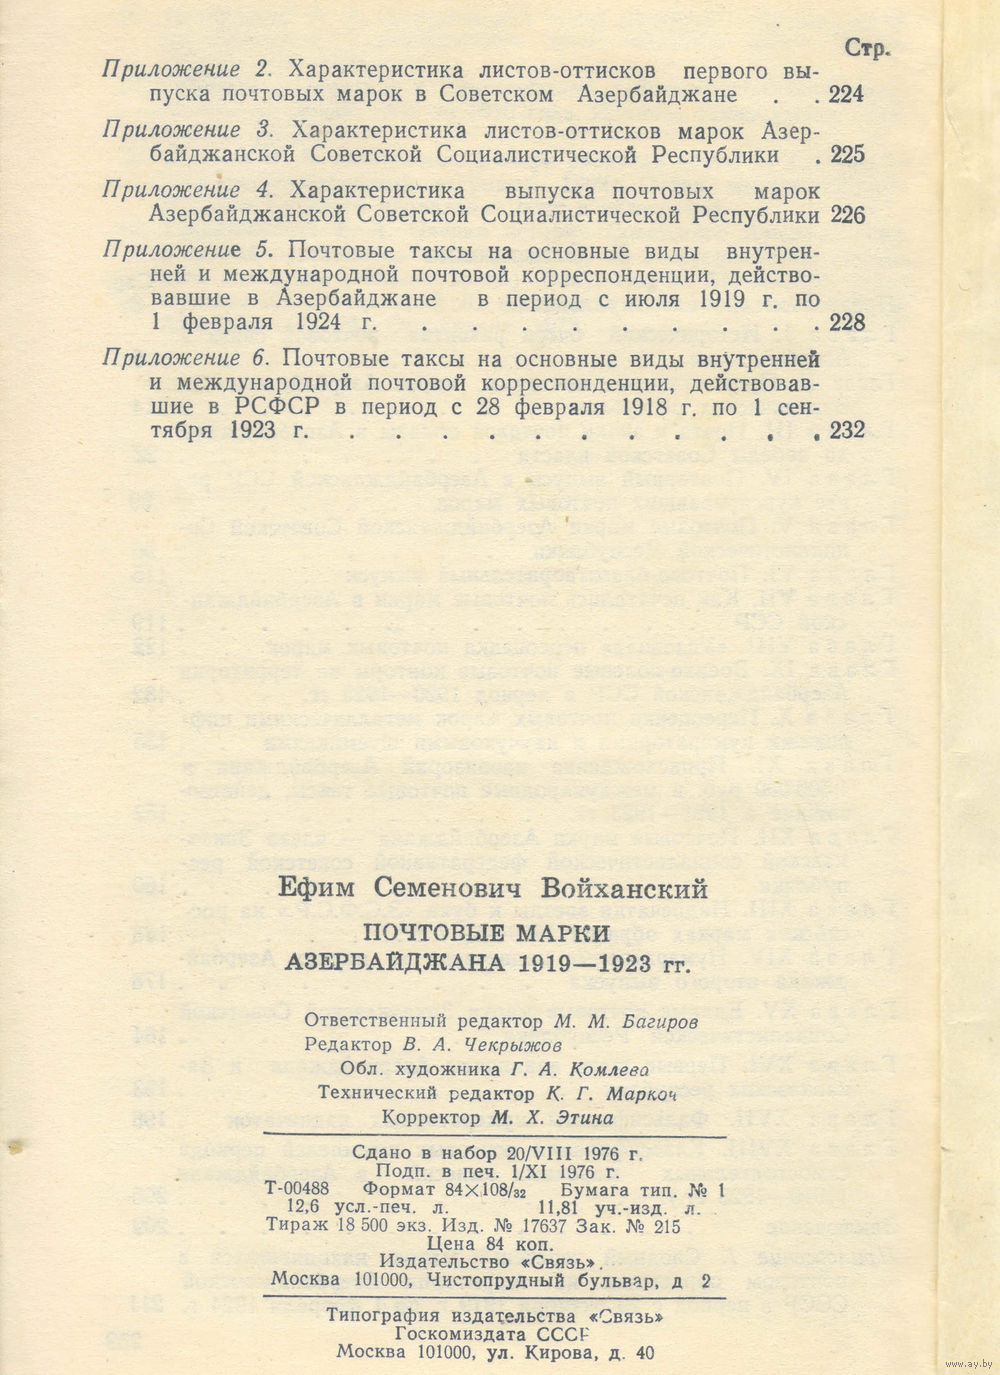 Стр.
Приложение 2. Характеристика листов-оттисков первого вы-
пуска почтовых марок в Советском Азербайджане . . 224
Приложение 3. Характеристика листов-оттисков марок Азер-
байджанской Советской Социалистической Республики . 225
Приложение 4. Характеристика выпуска почтовых марок
Азербайджанской Советской Социалистической Республики 226
Приложение 5. Почтовые таксы на основные виды внутрен-
ней и международной почтовой корреспонденции, действо-
вавшие в Азербайджане в период с июля 1919 г. по
1 февраля 1924 г. . . . . . . . . . . 228
Приложение 6. Почтовые таксы на основные виды внутренней
и международной почтовой корреспонденции, действовав-
шие в РСФСР в период с 28 февраля 1918 г. по 1 сен-
тября 1923 г. . . . . . . . . . . . . 232
Ефим Семенович Войханский
ПОЧТОВЫЕ МАРКИ
АЗЕРБАЙДЖАНА 1919—1923 гг.
Ответственный редактор М. М. Багиров
Редактор В. А. Чекрыжов
Обл. художника Г. А. Комлева
Технический редактор К. Г. Маркоч
Корректор М. Х. Этина
Сдано в набор 20/VIII 1976 г.
Подп. в печ. 1/XI 1976 г.
Т-00488 Формат 84×108/32 Бумага тип. № 1
12,6 усл.-печ. л. 11,81 уч.-изд. л.
Тираж 18 500 экз. Изд. № 17637 Зак. № 215
Цена 84 коп.
Издательство «Связь».
Москва 101000, Чистопрудный бульвар, д 2
Типография издательства «Связь»
Госкомиздата СССР
Москва 101000, ул. Кирова, д. 40
www.ay.by